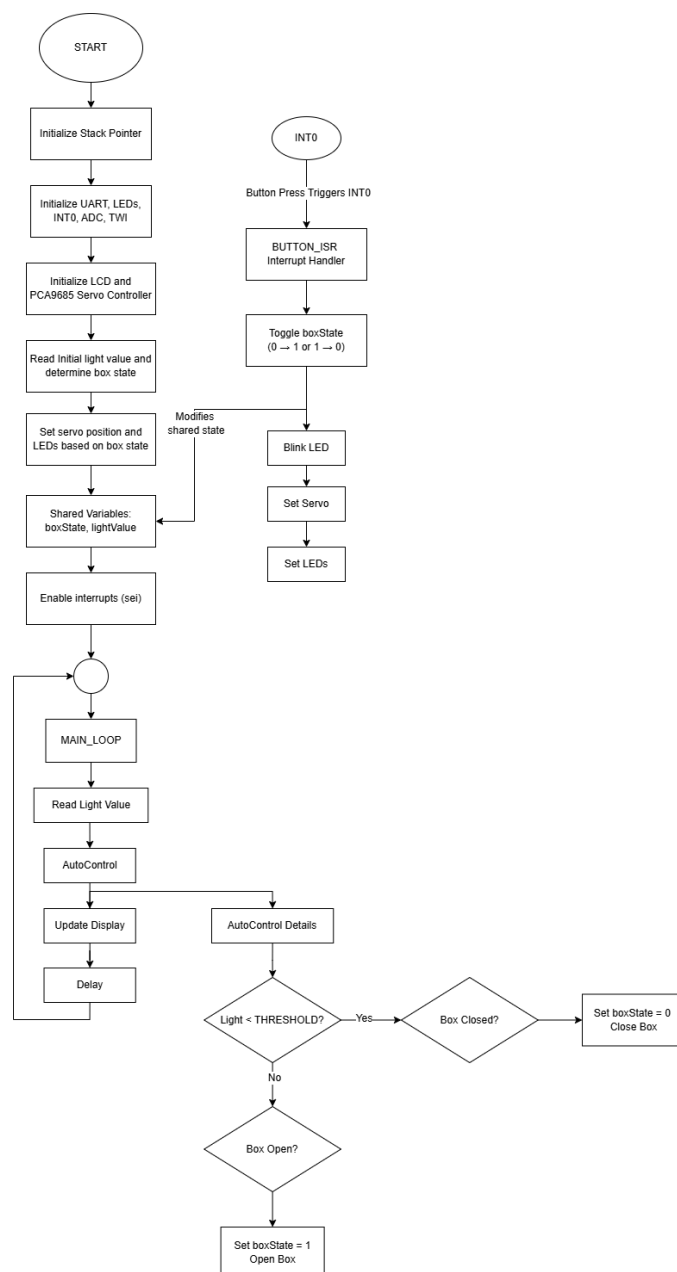 START
Initialize Stack Pointer
Initialize UART, LEDs,
INT0, ADC, TWI
Initialize LCD and
PCA9685 Servo Controller
Read Initial light value and
determine box state
Set servo position and
LEDs based on box state
Shared Variables:
boxState, lightValue
Enable interrupts (sei)
MAIN_LOOP
Read Light Value
AutoControl
Update Display
Delay
INT0
Button Press Triggers INT0
BUTTON_ISR
Interrupt Handler
Toggle boxState
(0 → 1 or 1 → 0)
Modifies
shared state
Blink LED
Set Servo
Set LEDs
AutoControl Details
Light < THRESHOLD?
Yes
Box Closed?
Set boxState = 0
Close Box
No
Box Open?
Set boxState = 1
Open Box